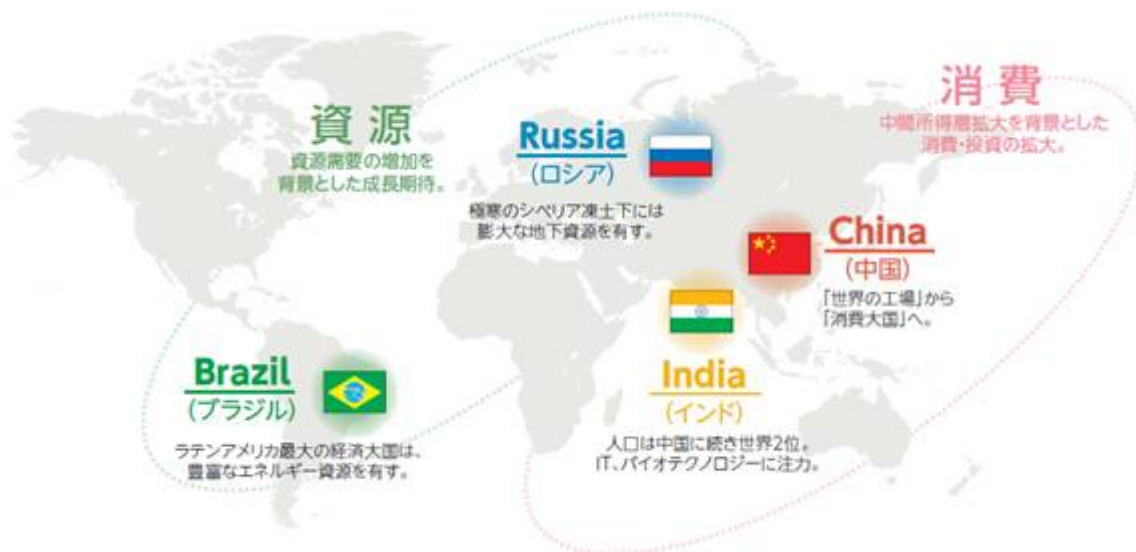 資源
資源需要の増加を
背景とした成長期待。
消費
中間所得層拡大を背景とした
消費・投資の拡大。
Russia
(ロシア)
極寒のシベリア凍土下には
膨大な地下資源を有す。
China
(中国)
「世界の工場」から
「消費大国」へ。
India
(インド)
人口は中国に続き世界2位。
IT、バイオテクノロジーに注力。
Brazil
(ブラジル)
ラテンアメリカ最大の経済大国は、
豊富なエネルギー資源を有す。